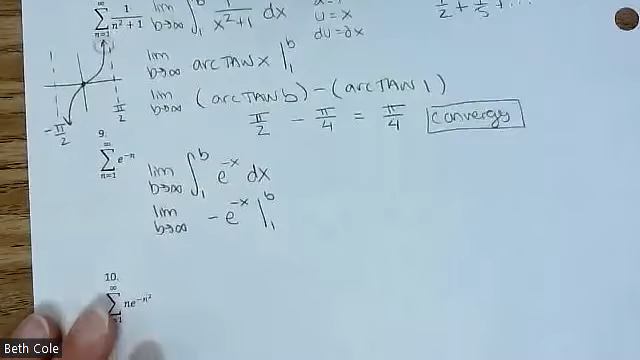 ∞ Σ n=1 1/(n²+1) lim b→∞ ∫₁ᵇ 1/(x²+1) dx
u = x
du = dx
1/2 + 1/5 + ...
lim b→∞ arcTAN x |₁ᵇ
lim b→∞ (arcTAN b) - (arcTAN 1)
π/2 - π/4 = π/4 converges
-π/2 π/2
9.
∞ Σ n=1 e⁻ⁿ
lim b→∞ ∫₁ᵇ e⁻ˣ dx
lim b→∞ -e⁻ˣ |₁ᵇ
10.
∞ Σ ne^(-n²)
Beth Cole